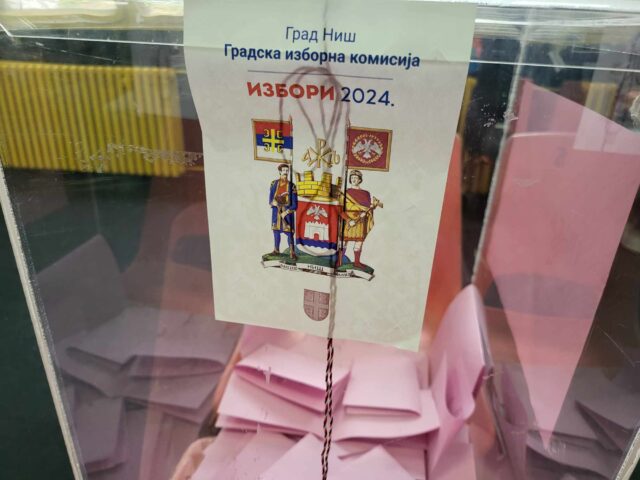 Град Ниш
Градска изборна комисија
ИЗБОРИ 2024.